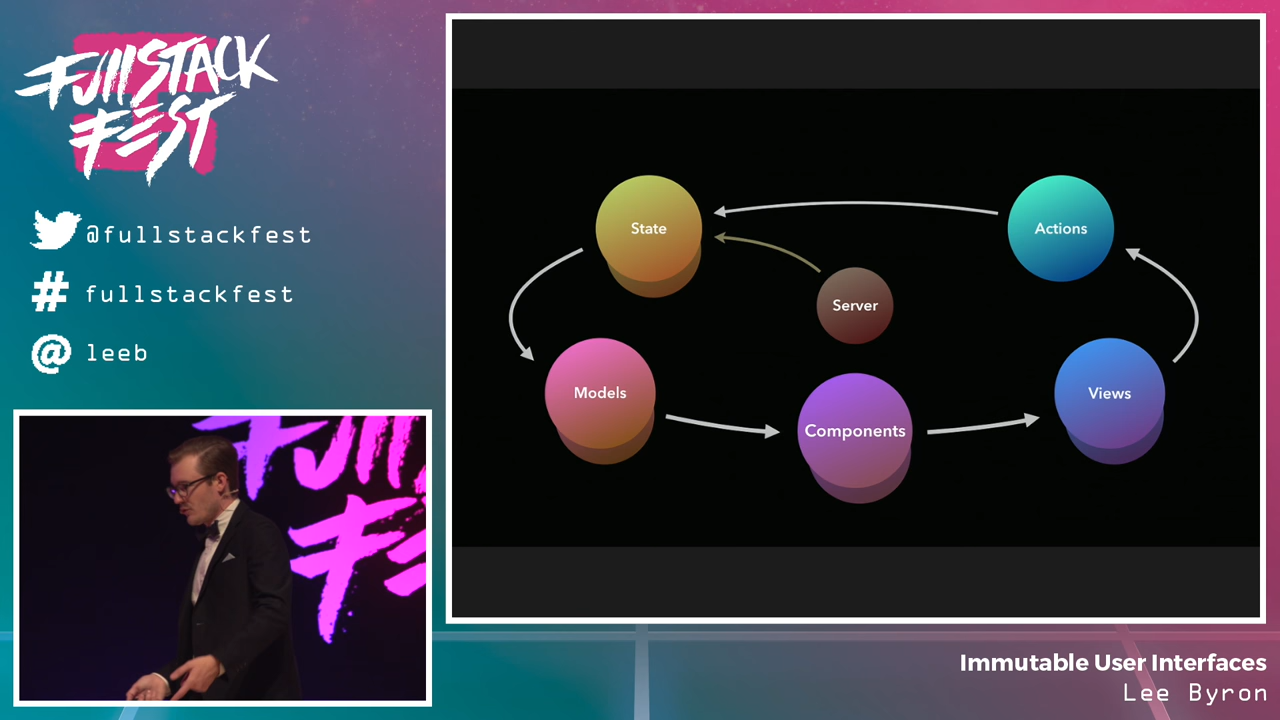 FullStack
Fest
@fullstackfest
# fullstackfest
@ leeb
State
Actions
Server
Models
Components
Views
Immutable User Interfaces
Lee Byron